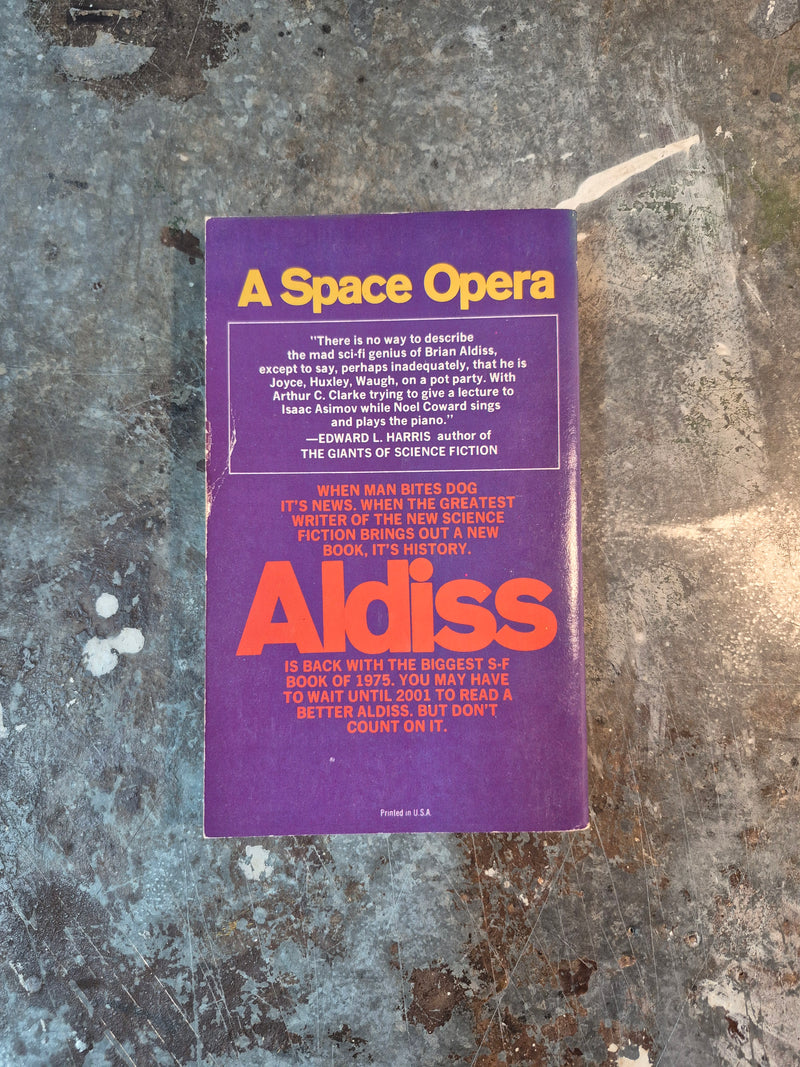 A Space Opera
"There is no way to describe
the mad sci-fi genius of Brian Aldiss,
except to say, perhaps inadequately, that he is
Joyce, Huxley, Waugh, on a pot party. With
Arthur C. Clarke trying to give a lecture to
Isaac Asimov while Noel Coward sings
and plays the piano."
—EDWARD L. HARRIS author of
THE GIANTS OF SCIENCE FICTION
WHEN MAN BITES DOG
IT'S NEWS. WHEN THE GREATEST
WRITER OF THE NEW SCIENCE
FICTION BRINGS OUT A NEW
BOOK, IT'S HISTORY.
Aldiss
IS BACK WITH THE BIGGEST S-F
BOOK OF 1975. YOU MAY HAVE
TO WAIT UNTIL 2001 TO READ A
BETTER ALDISS. BUT DON'T
COUNT ON IT.
Printed in U.S.A.